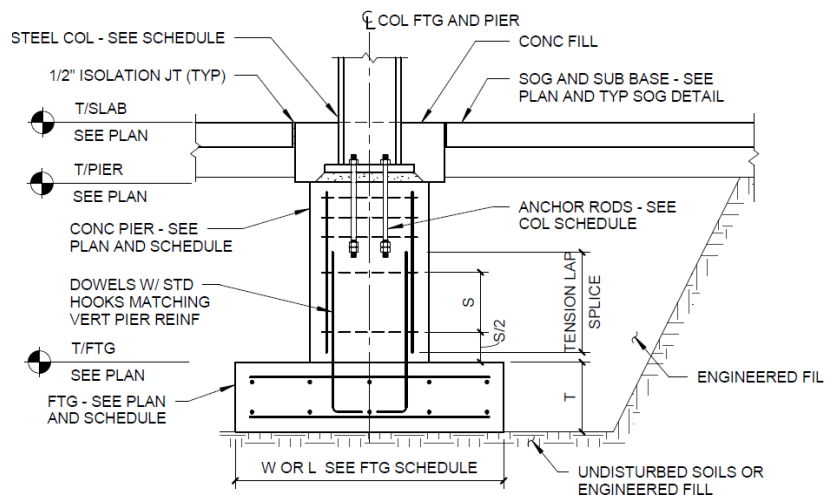 ℄ COL FTG AND PIER
STEEL COL - SEE SCHEDULE
CONC FILL
1/2" ISOLATION JT (TYP)
SOG AND SUB BASE - SEE
PLAN AND TYP SOG DETAIL
T/SLAB
SEE PLAN
T/PIER
SEE PLAN
CONC PIER - SEE
PLAN AND SCHEDULE
ANCHOR RODS - SEE
COL SCHEDULE
DOWELS W/ STD
HOOKS MATCHING
VERT PIER REINF
S
S/2
TENSION LAP
SPLICE
T/FTG
SEE PLAN
T
ENGINEERED FIL
FTG - SEE PLAN
AND SCHEDULE
W OR L SEE FTG SCHEDULE
UNDISTURBED SOILS OR
ENGINEERED FILL